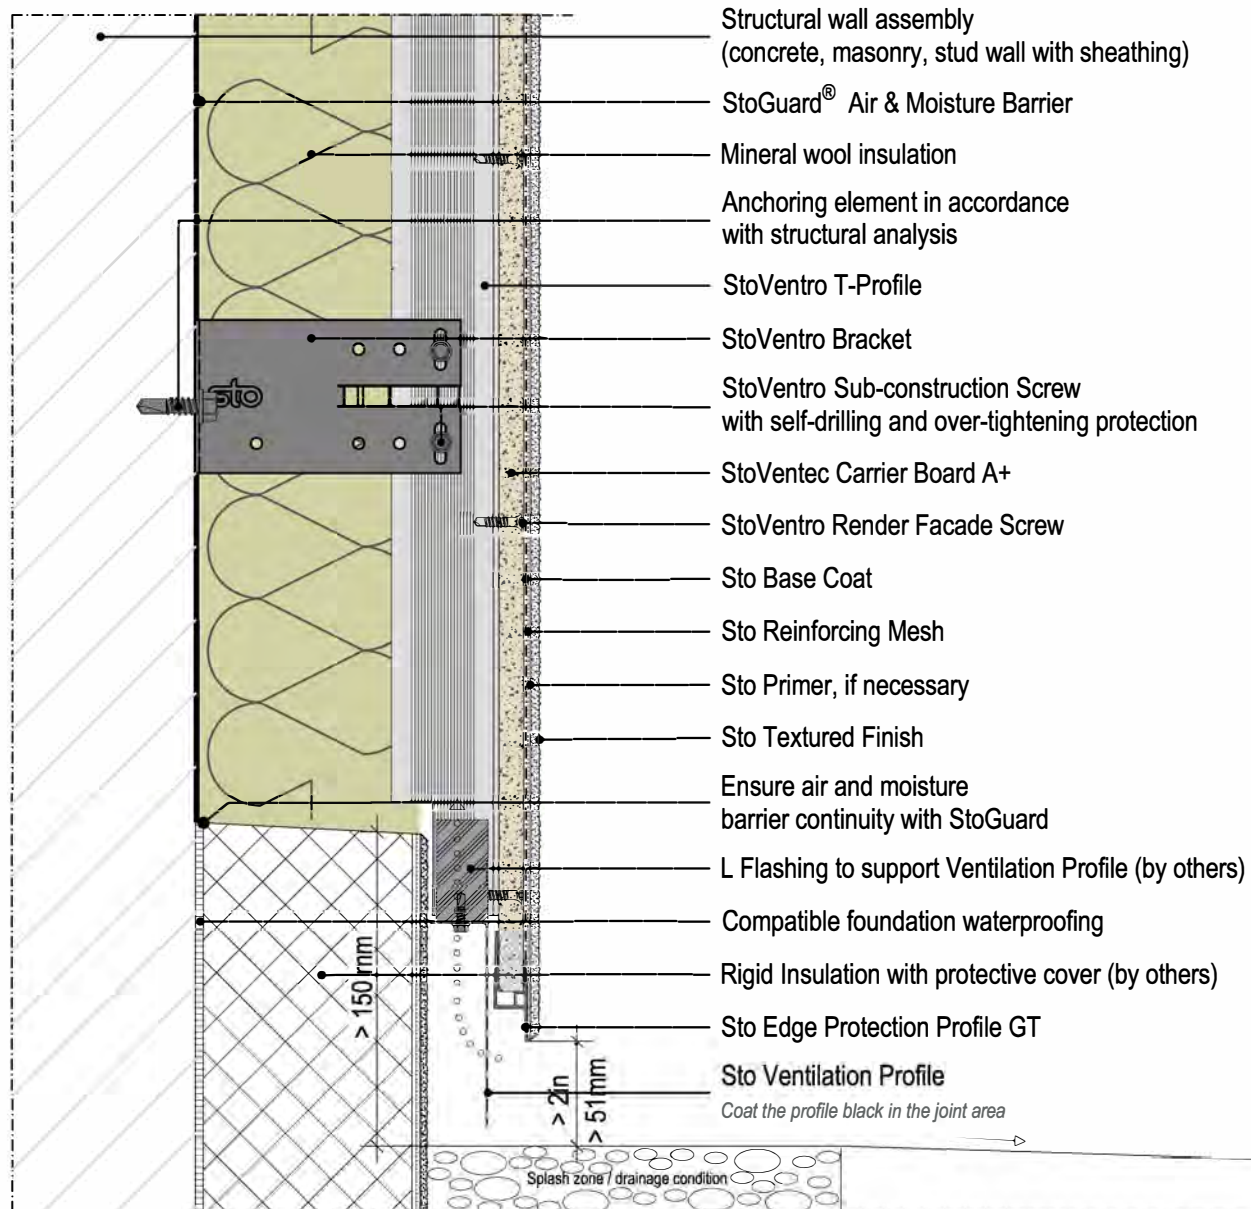 Structural wall assembly
(concrete, masonry, stud wall with sheathing)
StoGuard® Air & Moisture Barrier
Mineral wool insulation
Anchoring element in accordance
with structural analysis
StoVentro T-Profile
StoVentro Bracket
sto
StoVentro Sub-construction Screw
with self-drilling and over-tightening protection
StoVentec Carrier Board A+
StoVentro Render Facade Screw
Sto Base Coat
Sto Reinforcing Mesh
Sto Primer, if necessary
Sto Textured Finish
Ensure air and moisture
barrier continuity with StoGuard
L Flashing to support Ventilation Profile (by others)
Compatible foundation waterproofing
Rigid Insulation with protective cover (by others)
> 150 mm
Sto Edge Protection Profile GT
Sto Ventilation Profile
Coat the profile black in the joint area
> 2in
> 51mm
Splash zone / drainage condition